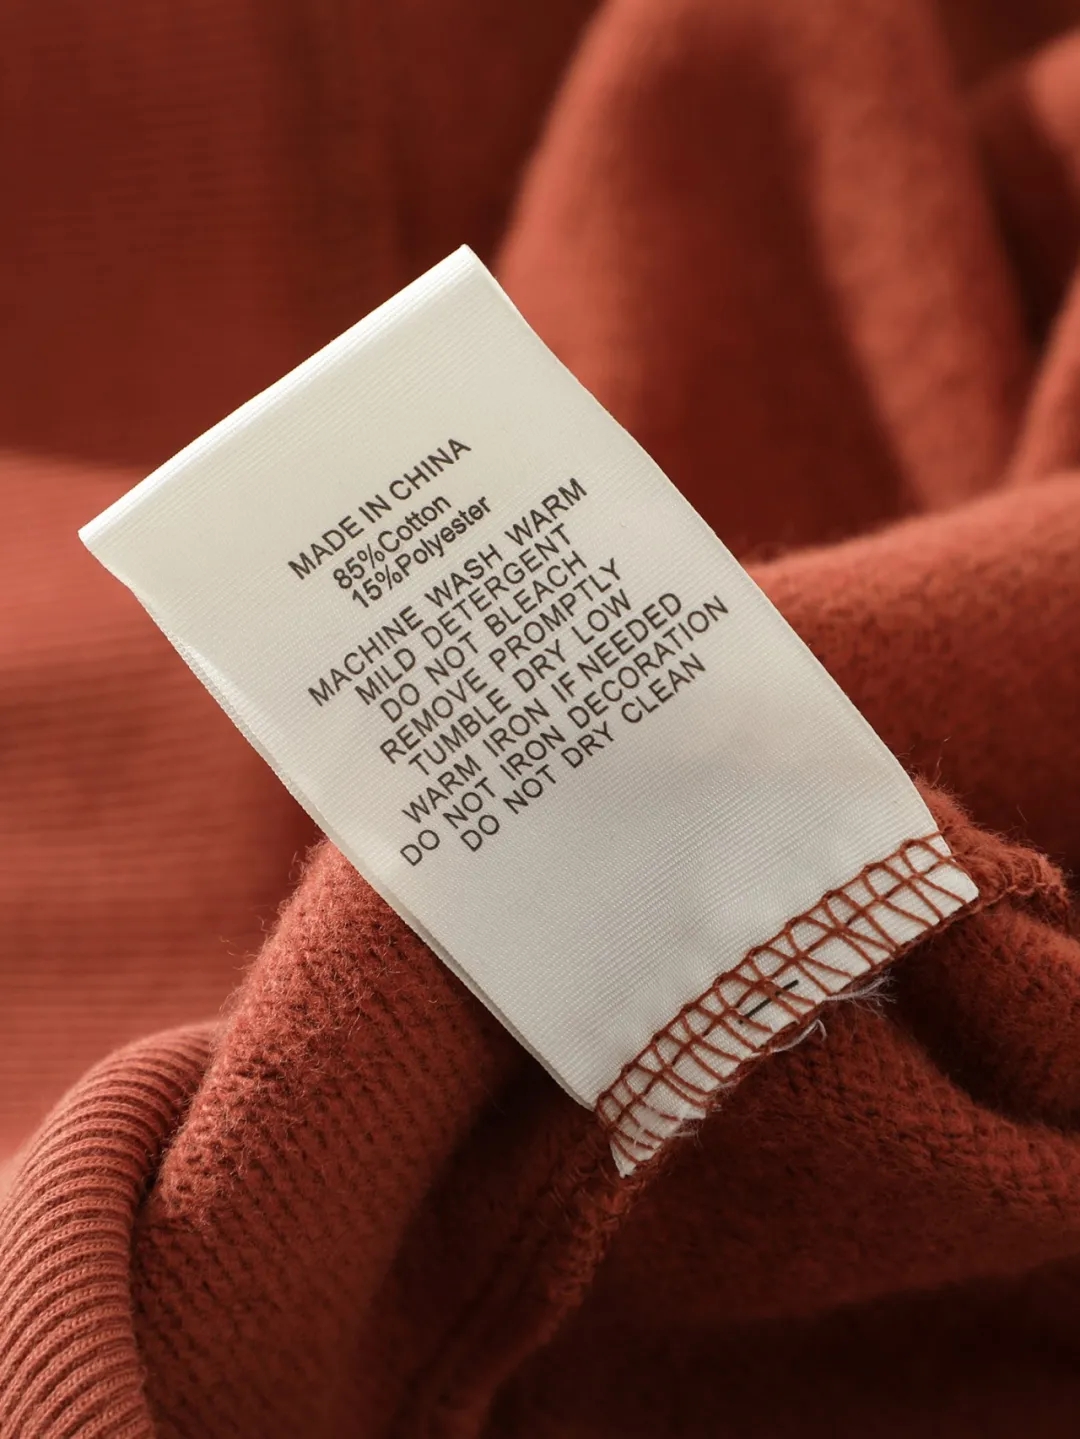 MADE IN CHINA
85%Cotton
15%Polyester
MACHINE WASH WARM
MILD DETERGENT
DO NOT BLEACH
REMOVE PROMPTLY
TUMBLE DRY LOW
WARM IRON IF NEEDED
DO NOT IRON DECORATION
DO NOT DRY CLEAN